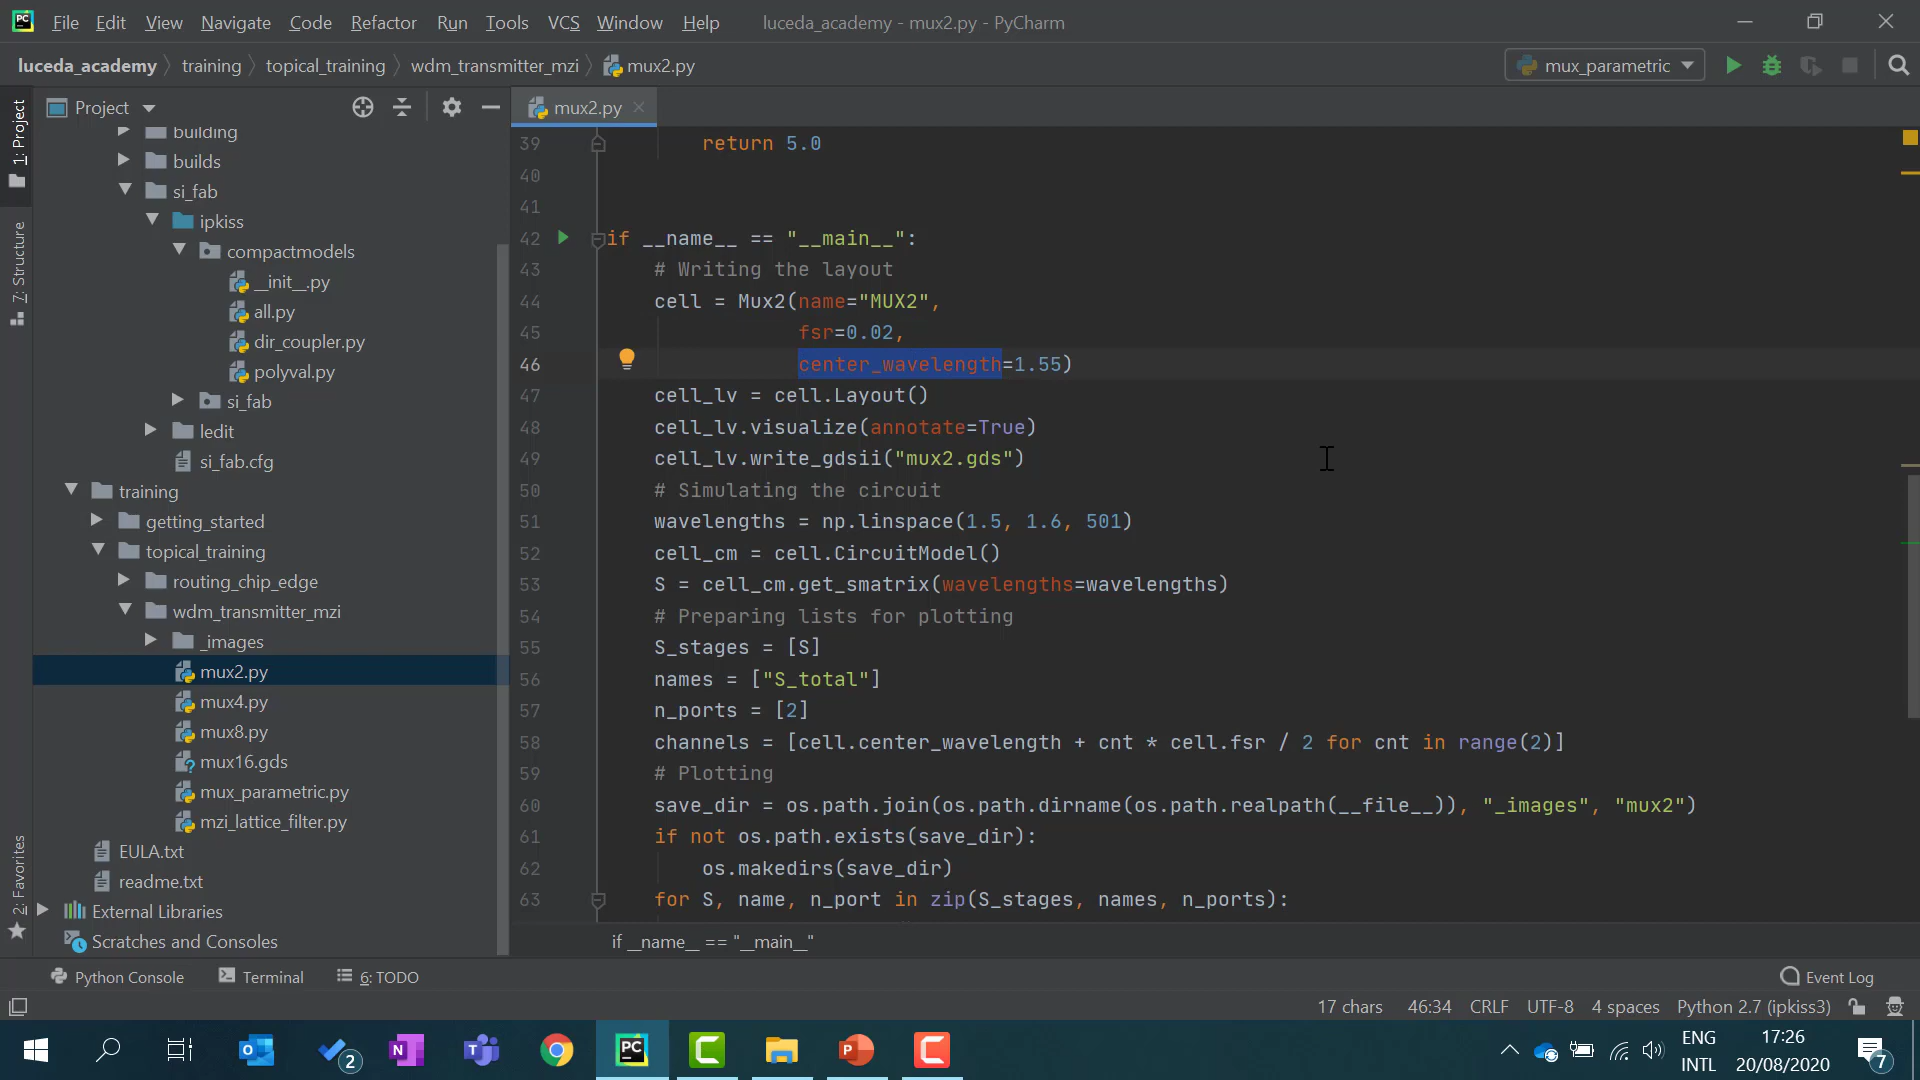 PC File Edit View Navigate Code Refactor Run Tools VCS Window Help luceda_academy - mux2.py - PyCharm
luceda_academy training topical_training wdm_transmitter_mzi mux2.py mux_parametric
1: Project
7: Structure
2: Favorites
Project
building
builds
si_fab
ipkiss
compactmodels
__init__.py
all.py
dir_coupler.py
polyval.py
si_fab
ledit
si_fab.cfg
training
getting_started
topical_training
routing_chip_edge
wdm_transmitter_mzi
_images
mux2.py
mux4.py
mux8.py
mux16.gds
mux_parametric.py
mzi_lattice_filter.py
EULA.txt
readme.txt
External Libraries
Scratches and Consoles
mux2.py
39 return 5.0
40
41
42 if __name__ == "__main__":
43 # Writing the layout
44 cell = Mux2(name="MUX2",
45 fsr=0.02,
46 center_wavelength=1.55)
47 cell_lv = cell.Layout()
48 cell_lv.visualize(annotate=True)
49 cell_lv.write_gdsii("mux2.gds")
50 # Simulating the circuit
51 wavelengths = np.linspace(1.5, 1.6, 501)
52 cell_cm = cell.CircuitModel()
53 S = cell_cm.get_smatrix(wavelengths=wavelengths)
54 # Preparing lists for plotting
55 S_stages = [S]
56 names = ["S_total"]
57 n_ports = [2]
58 channels = [cell.center_wavelength + cnt * cell.fsr / 2 for cnt in range(2)]
59 # Plotting
60 save_dir = os.path.join(os.path.dirname(os.path.realpath(__file__)), "_images", "mux2")
61 if not os.path.exists(save_dir):
62 os.makedirs(save_dir)
63 for S, name, n_port in zip(S_stages, names, n_ports):
if __name__ == "__main__"
Python Console Terminal 6: TODO Event Log
17 chars 46:34 CRLF UTF-8 4 spaces Python 2.7 (ipkiss3)
2 N PC P ENG 17:26
INTL 20/08/2020 7